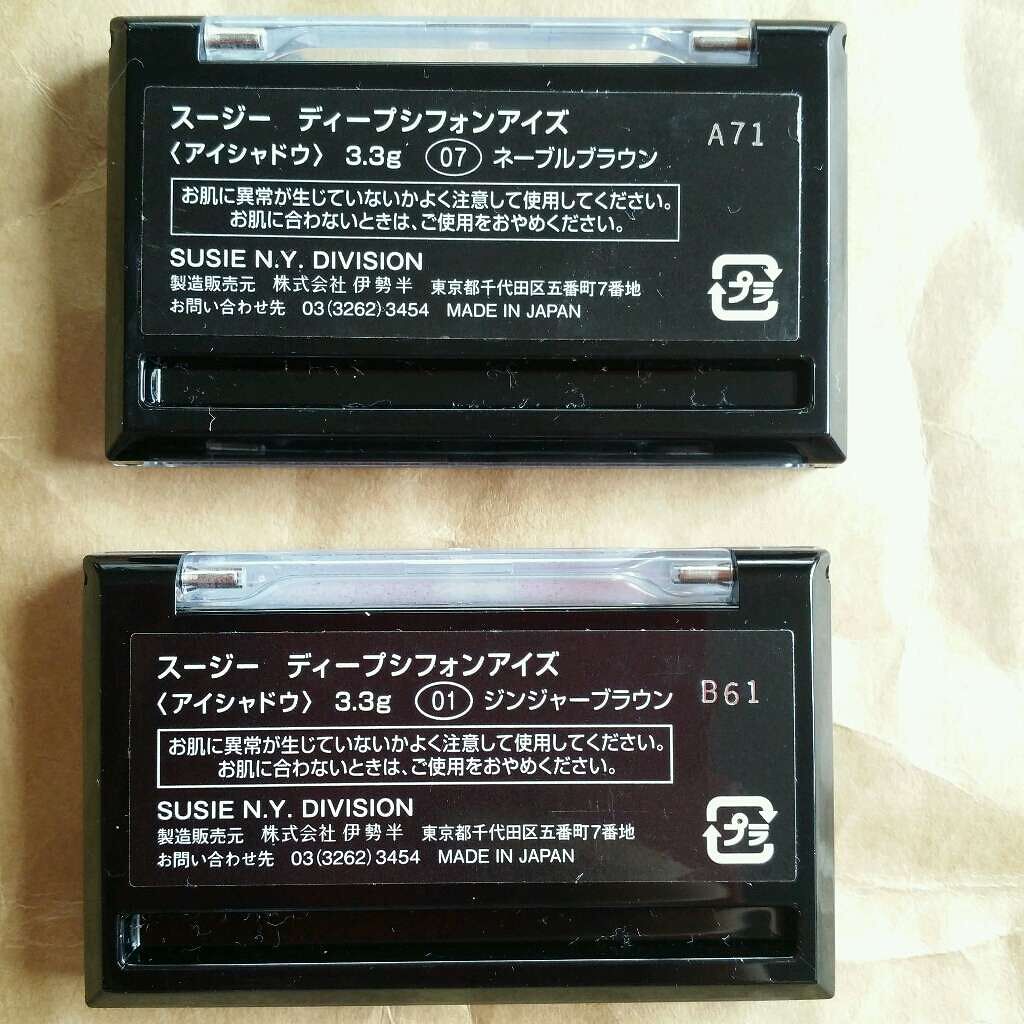 スージー ディープシフォンアイズ
〈アイシャドウ〉 3.3g 07 ネーブルブラウン
A71
お肌に異常が生じていないかよく注意して使用してください。
お肌に合わないときは、ご使用をおやめください。
SUSIE N.Y. DIVISION
製造販売元 株式会社 伊勢半 東京都千代田区五番町7番地
お問い合わせ先 03(3262)3454 MADE IN JAPAN
プラ
スージー ディープシフォンアイズ
〈アイシャドウ〉 3.3g 01 ジンジャーブラウン
B61
お肌に異常が生じていないかよく注意して使用してください。
お肌に合わないときは、ご使用をおやめください。
SUSIE N.Y. DIVISION
製造販売元 株式会社 伊勢半 東京都千代田区五番町7番地
お問い合わせ先 03(3262)3454 MADE IN JAPAN
プラ